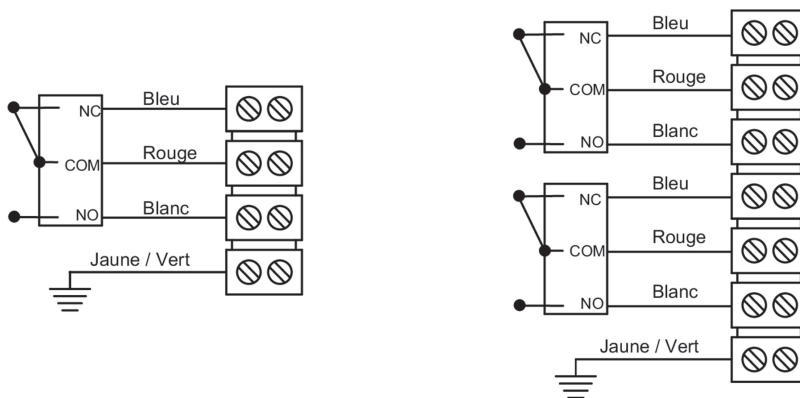 NC
Bleu
COM
Rouge
NO
Blanc
Jaune / Vert
NC
Bleu
COM
Rouge
NO
Blanc
NC
Bleu
COM
Rouge
NO
Blanc
Jaune / Vert